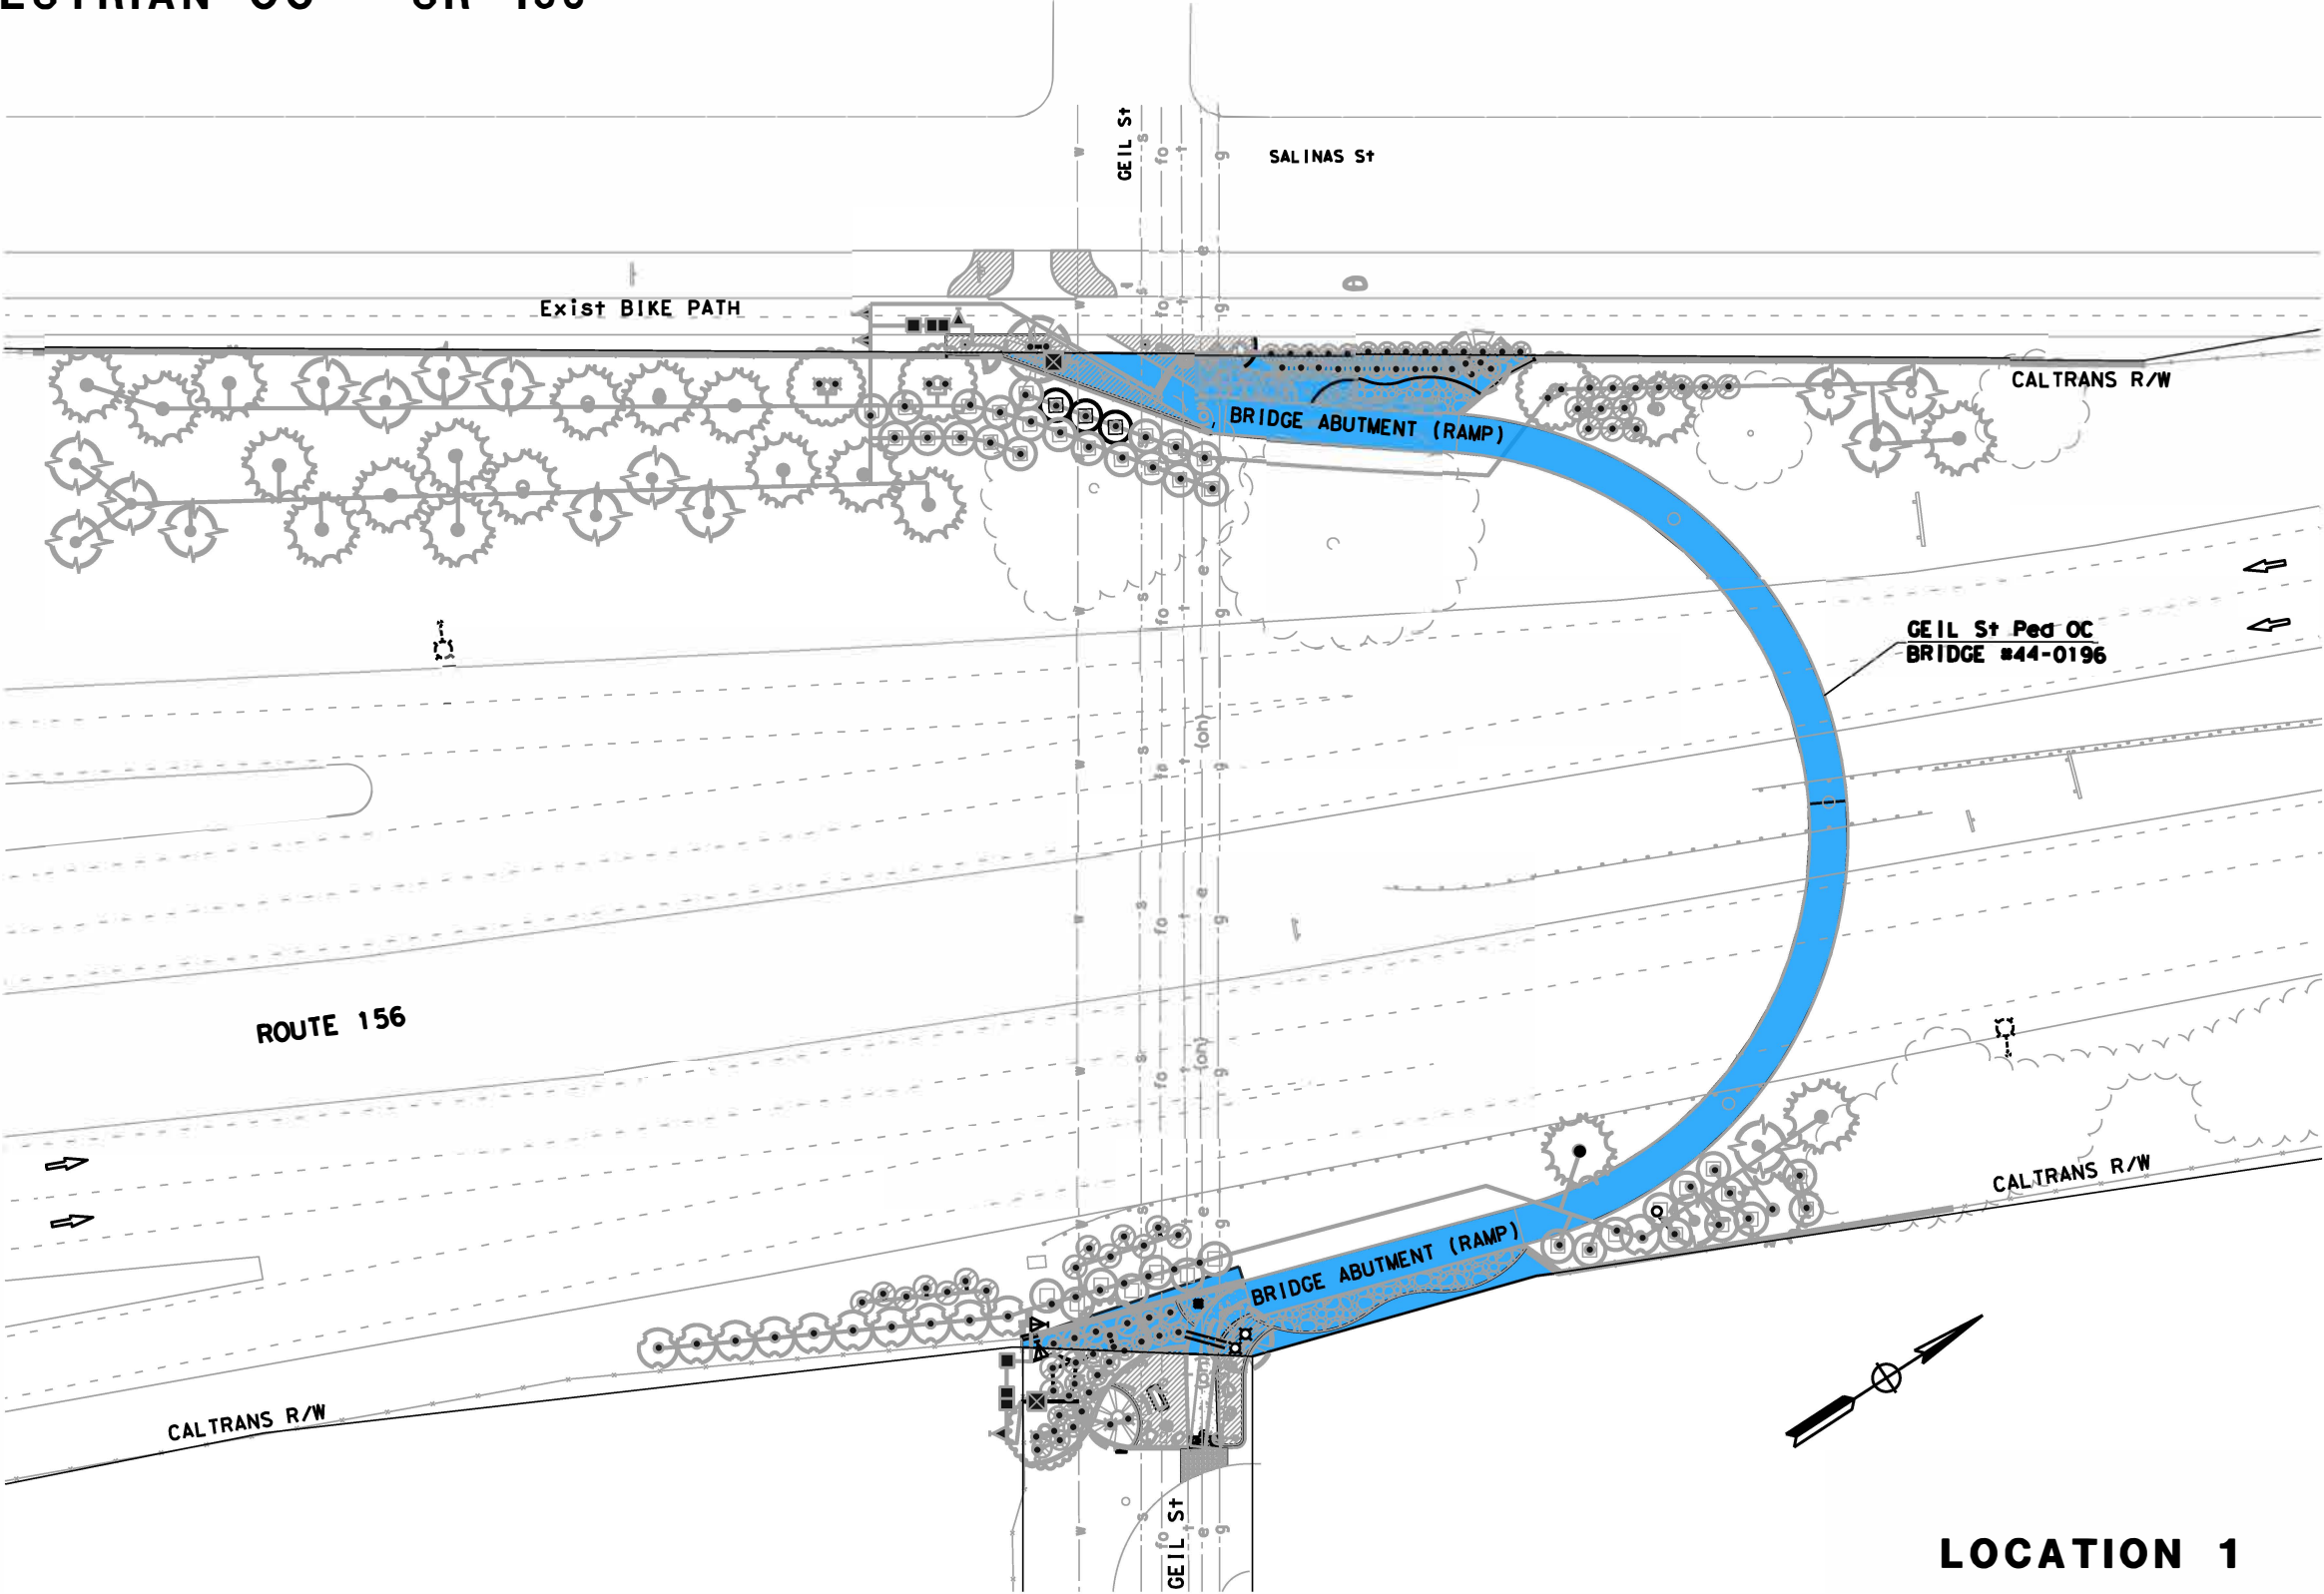 GEIL St
SALINAS St
Exist BIKE PATH
CALTRANS R/W
BRIDGE ABUTMENT (RAMP)
GEIL St Ped OC
BRIDGE #44-0196
ROUTE 156
CALTRANS R/W
BRIDGE ABUTMENT (RAMP)
CALTRANS R/W
GEIL St
LOCATION 1